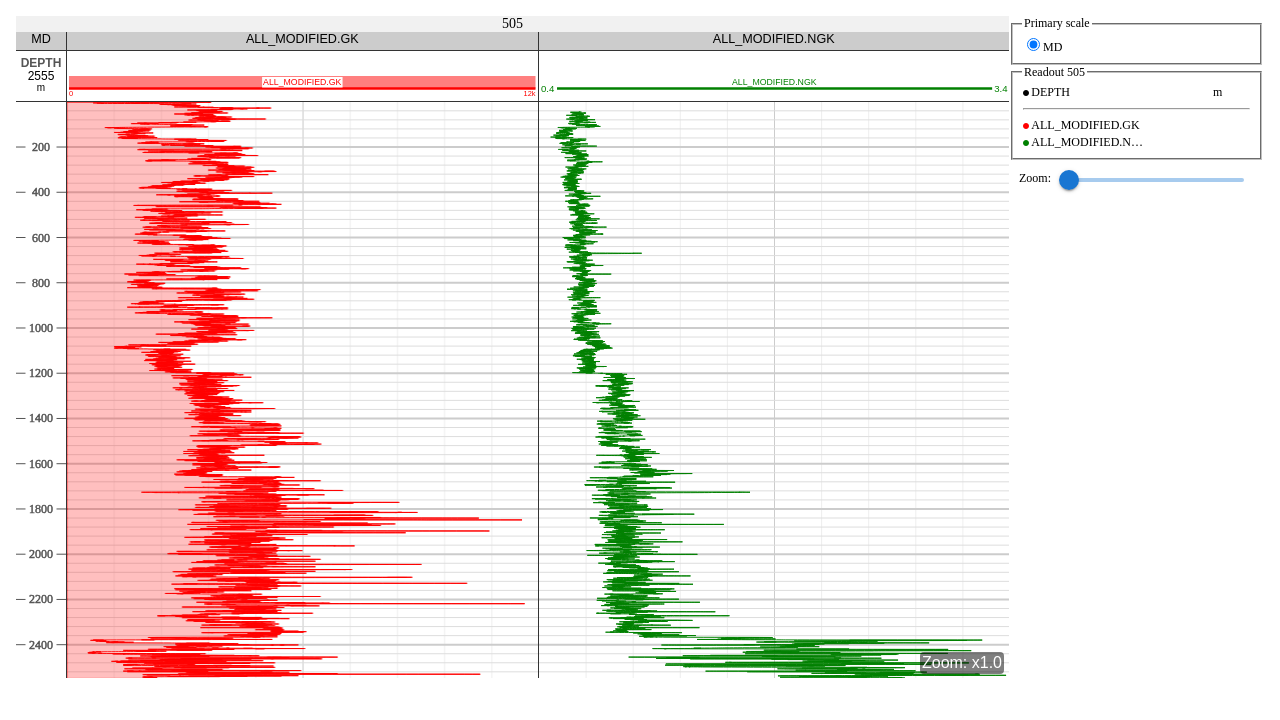 505
MD ALL_MODIFIED.GK ALL_MODIFIED.NGK
DEPTH
2555
m
ALL_MODIFIED.GK
0 12k
ALL_MODIFIED.NGK
0.4 3.4
200
400
600
800
1000
1200
1400
1600
1800
2000
2200
2400
Zoom: x1.0
Primary scale
MD
Readout 505
DEPTH m
ALL_MODIFIED.GK
ALL_MODIFIED.N…
Zoom: